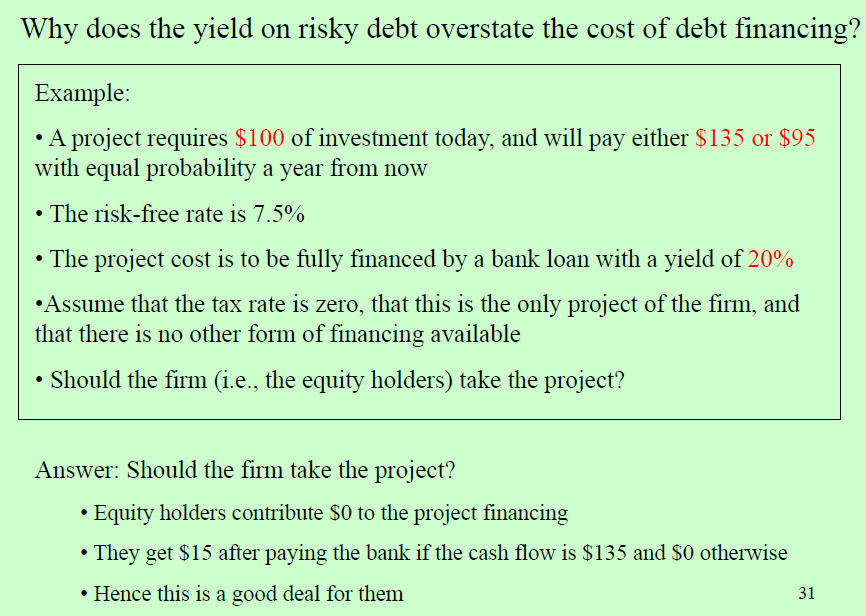 Why does the yield on risky debt overstate the cost of debt financing?
Example:
• A project requires $100 of investment today, and will pay either $135 or $95
with equal probability a year from now
• The risk-free rate is 7.5%
• The project cost is to be fully financed by a bank loan with a yield of 20%
•Assume that the tax rate is zero, that this is the only project of the firm, and
that there is no other form of financing available
• Should the firm (i.e., the equity holders) take the project?
Answer: Should the firm take the project?
• Equity holders contribute $0 to the project financing
• They get $15 after paying the bank if the cash flow is $135 and $0 otherwise
• Hence this is a good deal for them
31